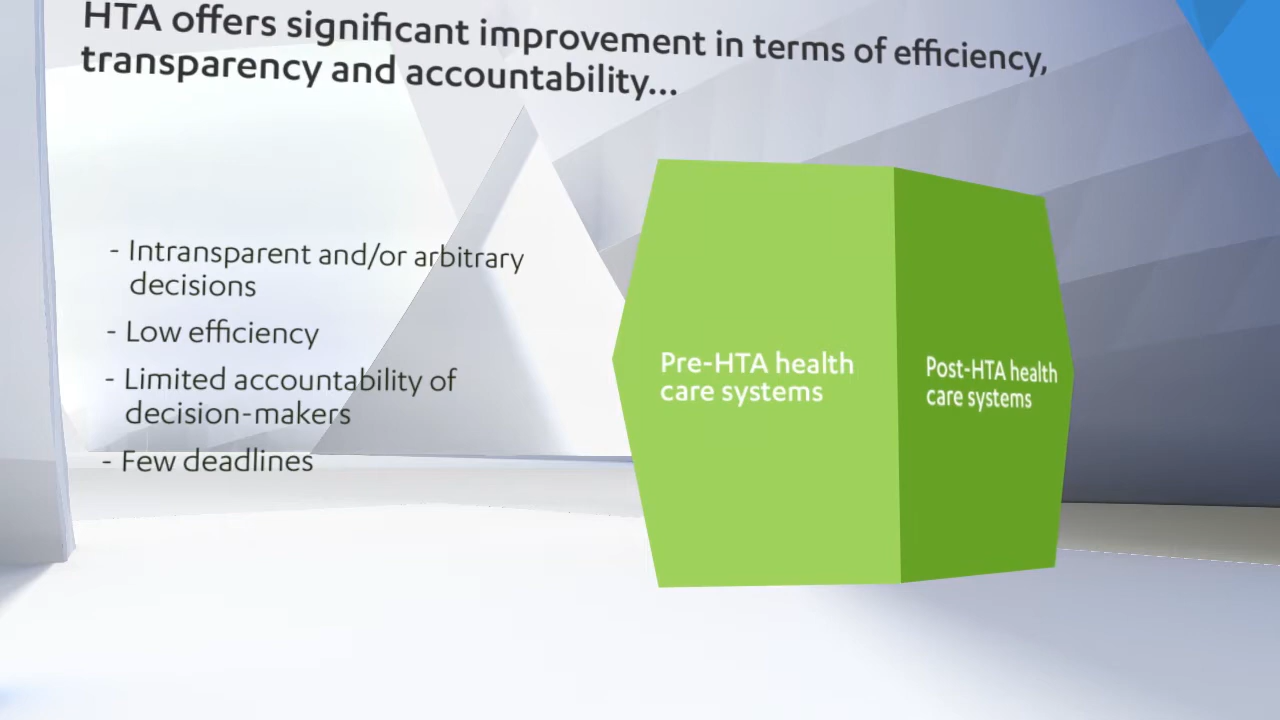 HTA offers significant improvement in terms of efficiency,
transparency and accountability...
- Intransparent and/or arbitrary
decisions
- Low efficiency
- Limited accountability of
decision-makers
- Few deadlines
Pre-HTA health
care systems
Post-HTA health
care systems